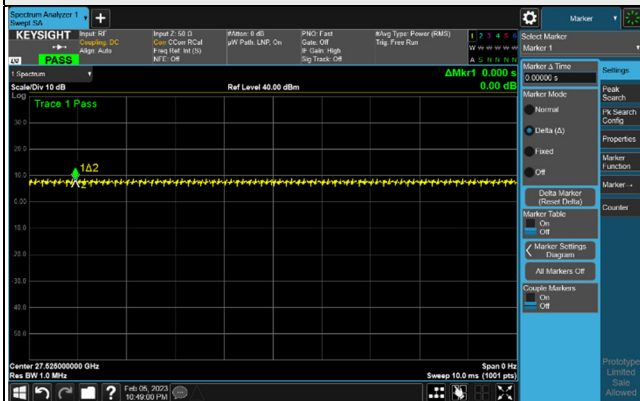 Spectrum Analyzer 1
Swept SA
+
Marker
KEYSIGHT
Input: RF
Coupling: DC
Align: Auto
Input Z: 50 Ω
Corr CCorr RCal
Freq Ref: Int (S)
NFE: Off
#Atten: 0 dB
µW Path: LNP, On
PNO: Fast
Gate: Off
IF Gain: High
Sig Track: Off
#Avg Type: Power (RMS)
Trig: Free Run
1 2 3 4 5 6
W W W W W W
A S N N N N
LXI
PASS
1 Spectrum
ΔMkr1 0.000 s
Scale/Div 10 dB
Ref Level 40.00 dBm
0.00 dB
Log
Trace 1 Pass
30.0
20.0
1Δ2
10.0
2
0.00
-10.0
-20.0
-30.0
-40.0
-50.0
Center 27.525000000 GHz
Span 0 Hz
Res BW 1.0 MHz
Sweep 10.0 ms (1001 pts)
Select Marker
Marker 1
Marker Δ Time
0.00000 s
Marker Mode
Normal
Delta (Δ)
Fixed
Off
Delta Marker
(Reset Delta)
Marker Table
On
Off
Marker Settings
Diagram
All Markers Off
Couple Markers
On
Off
Settings
Peak
Search
Pk Search
Config
Properties
Marker
Function
Marker→
Counter
Prototype
Limited
Sale
Allowed
?
Feb 05, 2023
10:49:00 PM